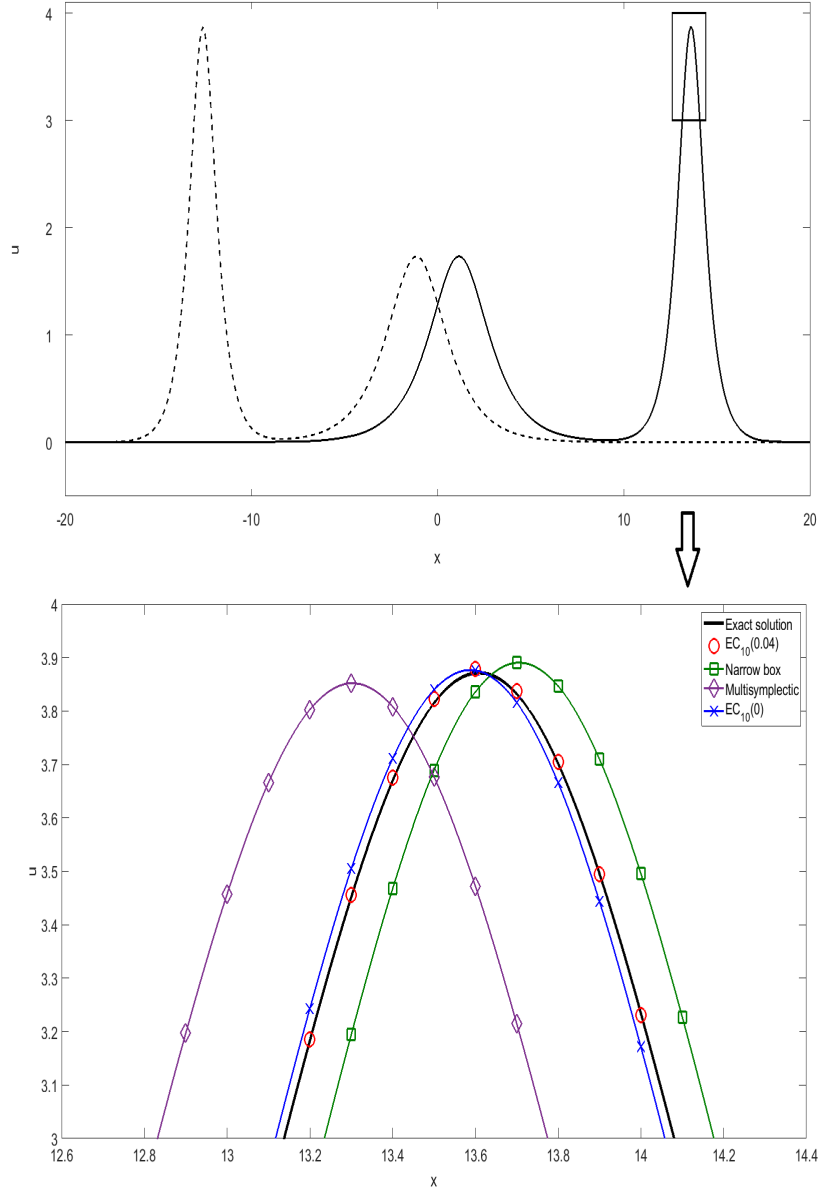 4
3
2
1
0
u
-20 -10 0 10 20
x
4
3.9
3.8
3.7
3.6
3.5
3.4
3.3
3.2
3.1
3
u
Exact solution
EC10(0.04)
Narrow box
Multisymplectic
EC10(0)
12.6 12.8 13 13.2 13.4 13.6 13.8 14 14.2 14.4
x